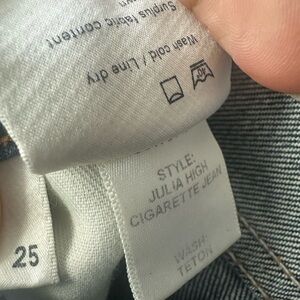 Surplus fabric content
Wash cold / Line dry
STYLE:
JULIA HIGH
CIGARETTE JEAN
WASH:
TETON
25